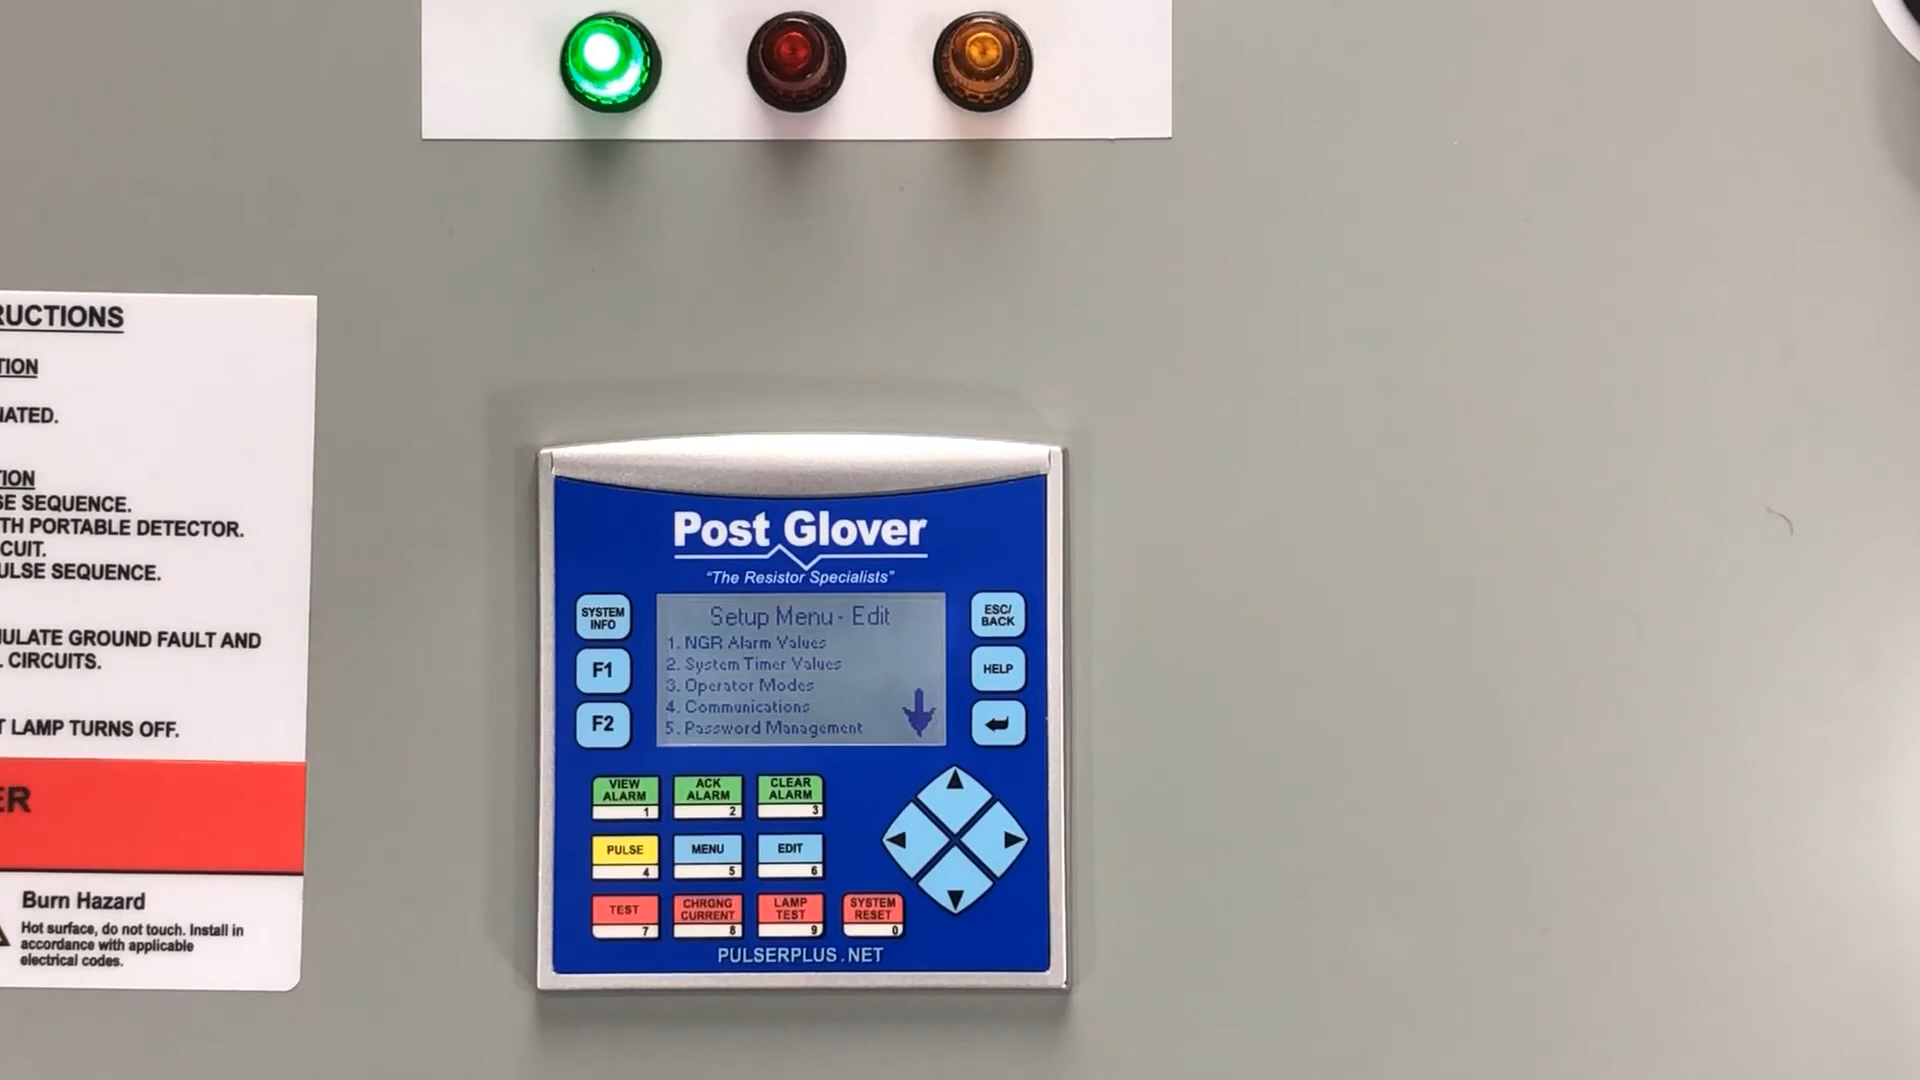 RUCTIONS
TION
NATED.
TION
SE SEQUENCE.
TH PORTABLE DETECTOR.
CUIT.
ULSE SEQUENCE.
ULATE GROUND FAULT AND
CIRCUITS.
T LAMP TURNS OFF.
ER
Burn Hazard
Hot surface, do not touch. Install in
accordance with applicable
electrical codes.
Post Glover
"The Resistor Specialists"
SYSTEM
INFO
F1
F2
Setup Menu - Edit
1. NGR Alarm Values
2. System Timer Values
3. Operator Modes
4. Communications
5. Password Management
ESC/
BACK
HELP
VIEW
ALARM
1
ACK
ALARM
2
CLEAR
ALARM
3
PULSE
4
MENU
5
EDIT
6
TEST
7
CHRGNG
CURRENT
8
LAMP
TEST
9
SYSTEM
RESET
0
PULSERPLUS.NET